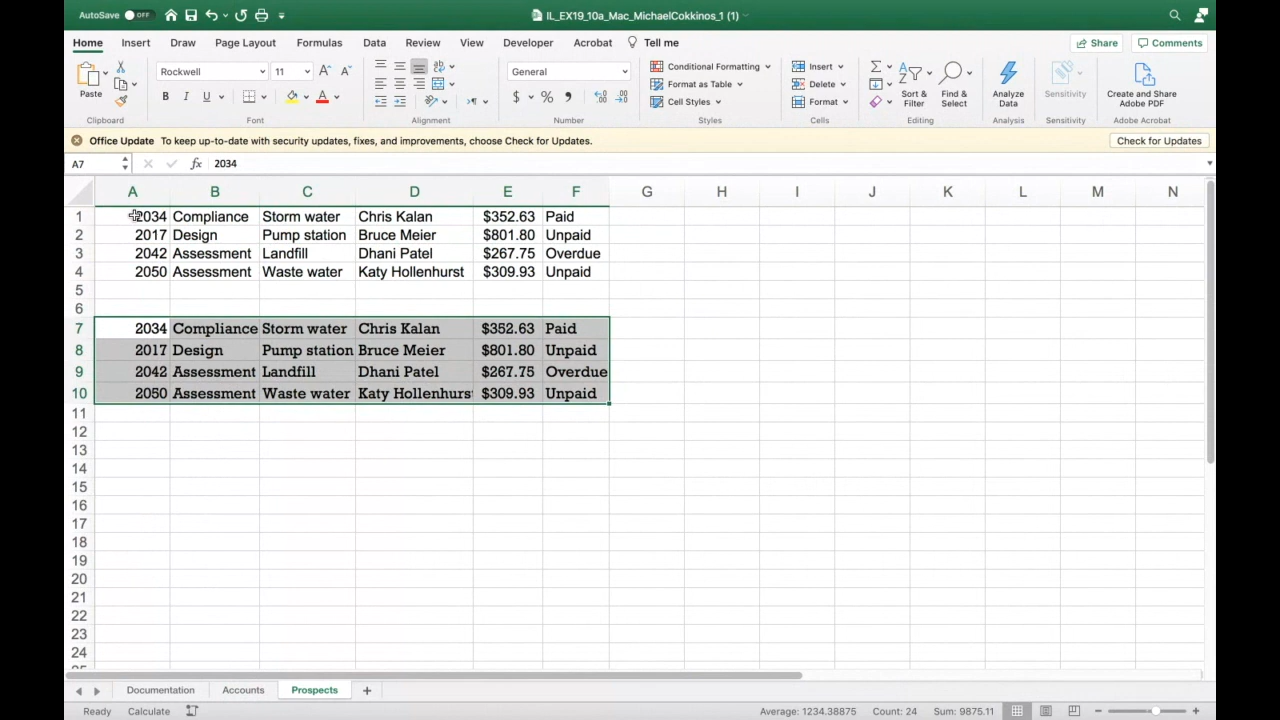 AutoSave OFF IL_EX19_10a_Mac_MichaelCokkinos_1 (1)
Home Insert Draw Page Layout Formulas Data Review View Developer Acrobat Tell me Share Comments
Paste Rockwell 11 General Conditional Formatting Format as Table Cell Styles Insert Delete Format Sort & Filter Find & Select Analyze Data Sensitivity Create and Share Adobe PDF
B I U A $ % 9
Clipboard Font Alignment Number Styles Cells Editing Analysis Sensitivity Adobe Acrobat
Office Update To keep up-to-date with security updates, fixes, and improvements, choose Check for Updates. Check for Updates
A7 fx 2034
A B C D E F G H I J K L M N
1 2034 Compliance Storm water Chris Kalan $352.63 Paid
2 2017 Design Pump station Bruce Meier $801.80 Unpaid
3 2042 Assessment Landfill Dhani Patel $267.75 Overdue
4 2050 Assessment Waste water Katy Hollenhurst $309.93 Unpaid
5
6
7 2034 Compliance Storm water Chris Kalan $352.63 Paid
8 2017 Design Pump station Bruce Meier $801.80 Unpaid
9 2042 Assessment Landfill Dhani Patel $267.75 Overdue
10 2050 Assessment Waste water Katy Hollenhurs $309.93 Unpaid
11
12
13
14
15
16
17
18
19
20
21
22
23
24
Documentation Accounts Prospects +
Ready Calculate Average: 1234.38875 Count: 24 Sum: 9875.11